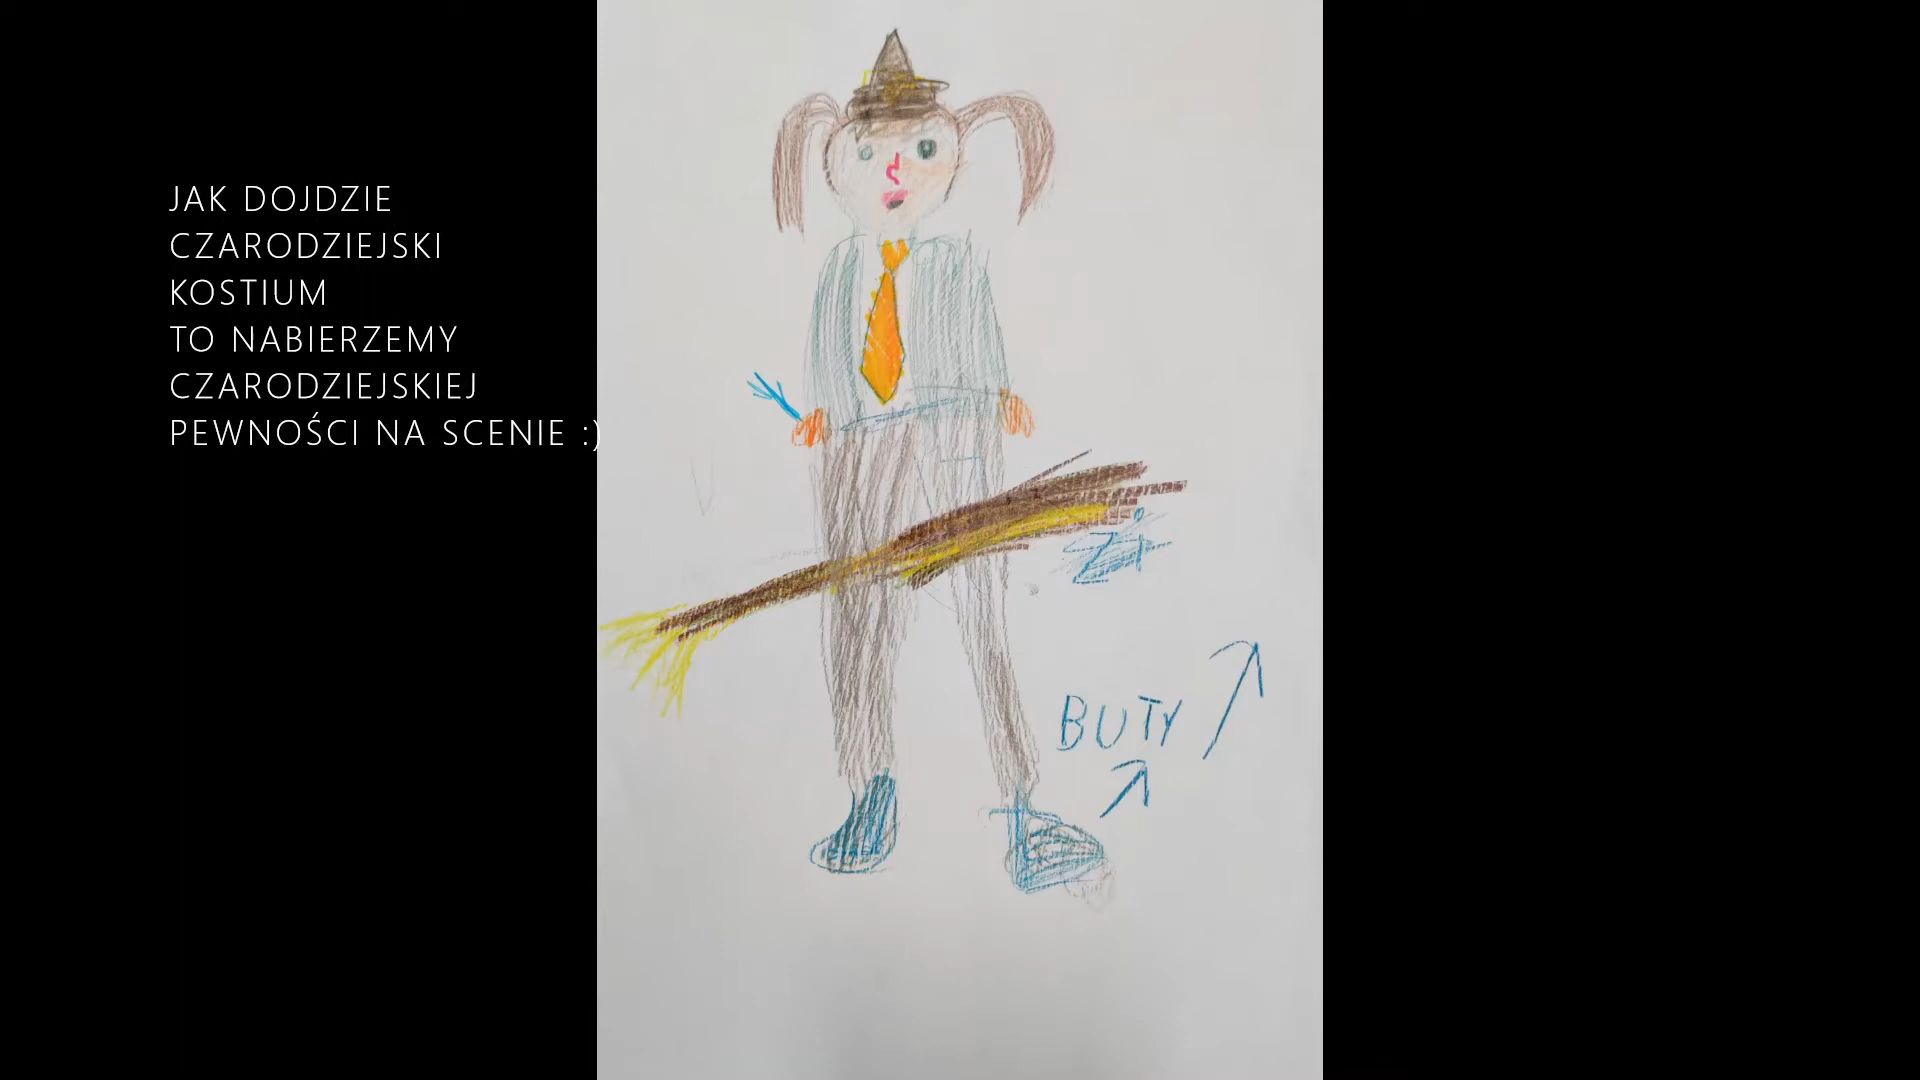 JAK DOJDZIE
CZARODZIEJSKI
KOSTIUM
TO NABIERZEMY
CZARODZIEJSKIEJ
PEWNOŚCI NA SCENIE :)
BUTY